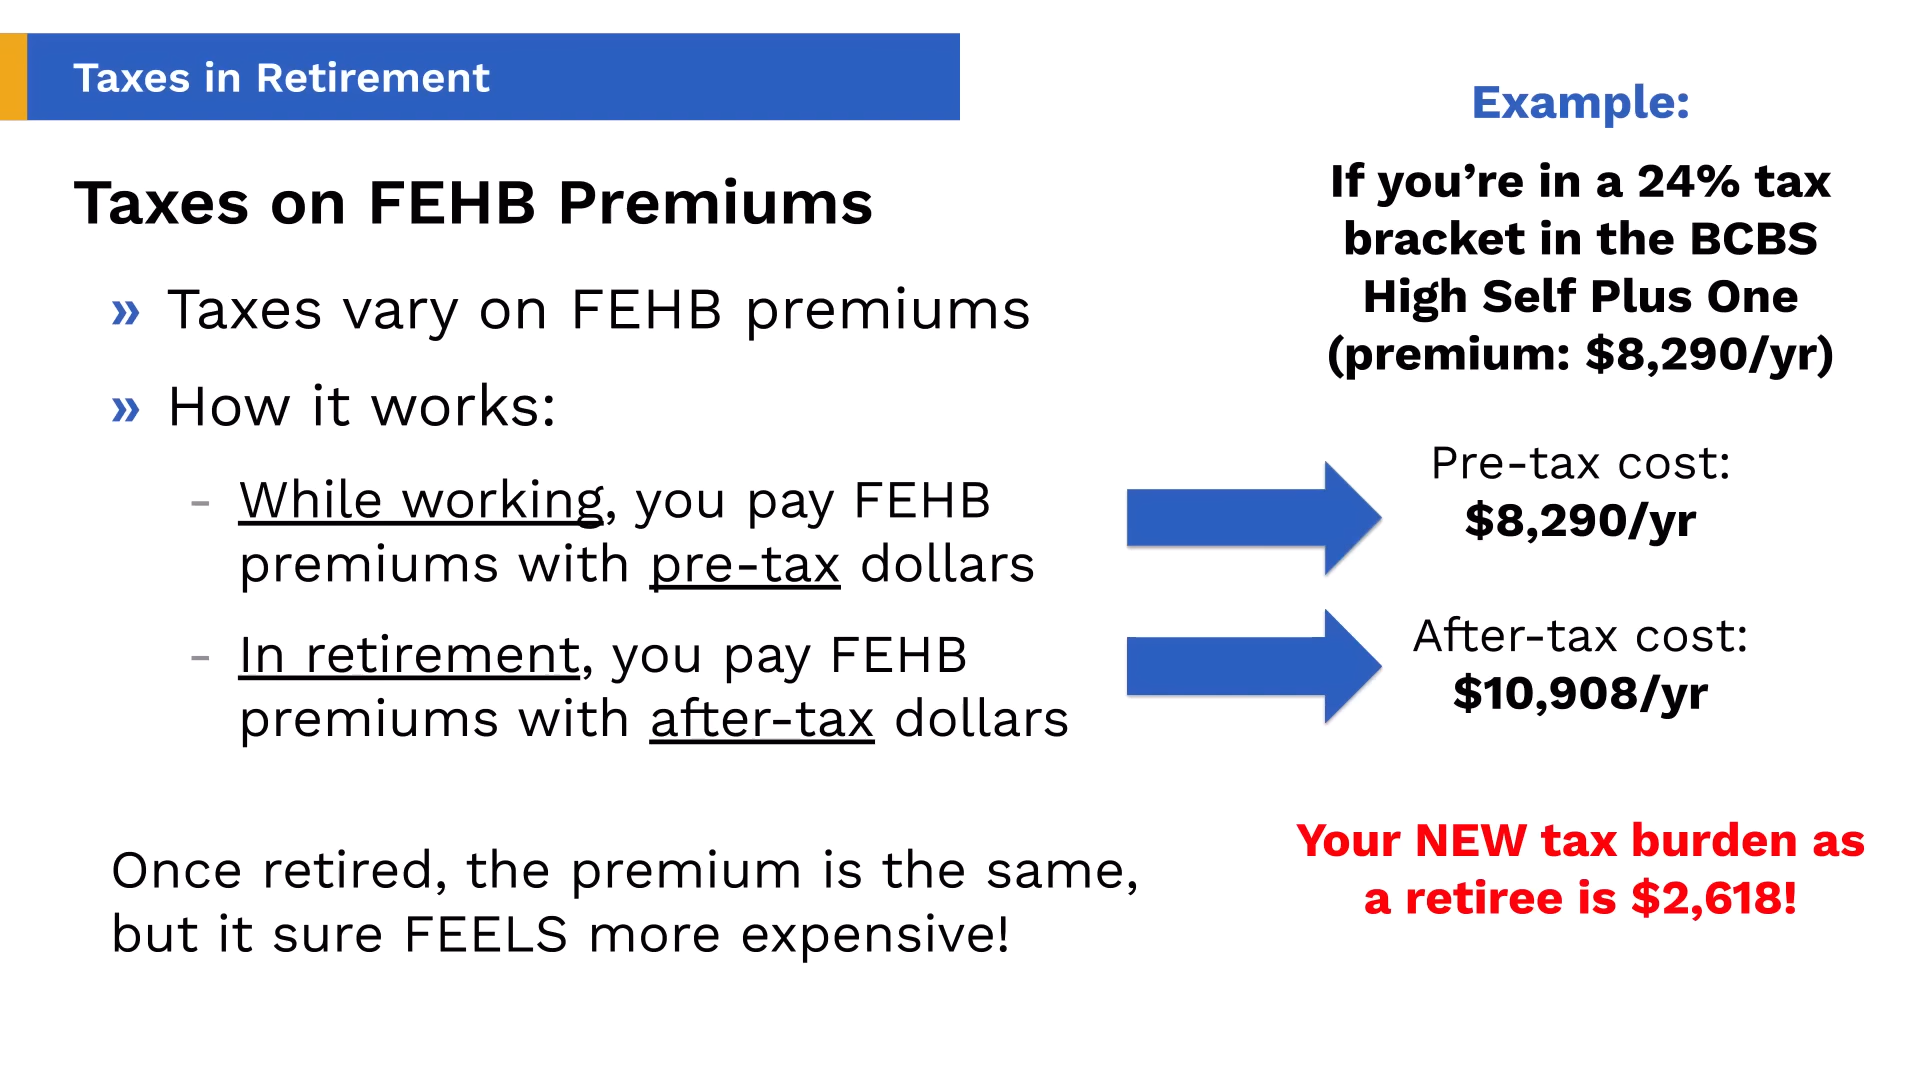 Taxes in Retirement
Taxes on FEHB Premiums
» Taxes vary on FEHB premiums
» How it works:
- While working, you pay FEHB
premiums with pre-tax dollars
- In retirement, you pay FEHB
premiums with after-tax dollars
Once retired, the premium is the same,
but it sure FEELS more expensive!
Example:
If you’re in a 24% tax
bracket in the BCBS
High Self Plus One
(premium: $8,290/yr)
Pre-tax cost:
$8,290/yr
After-tax cost:
$10,908/yr
Your NEW tax burden as
a retiree is $2,618!